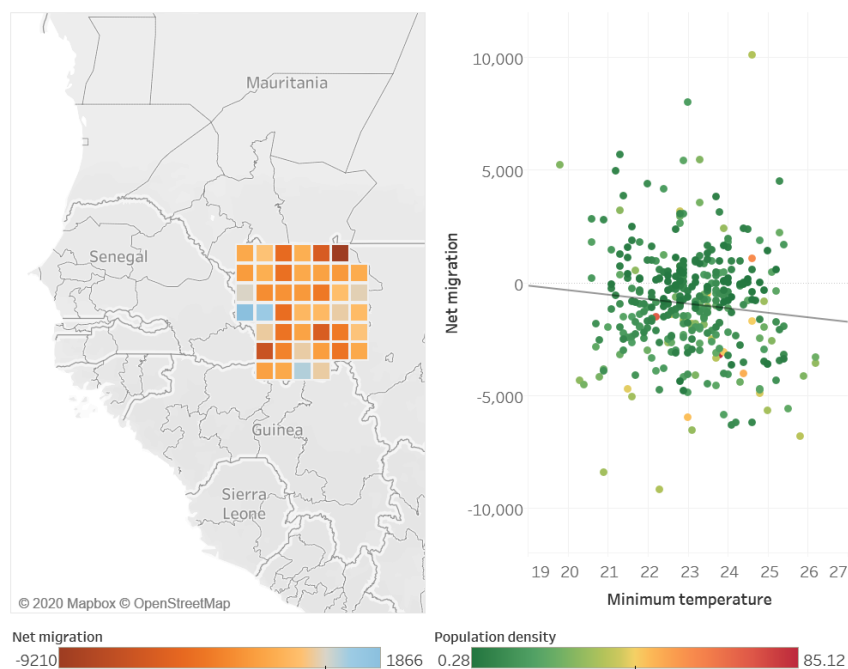 Mauritania
Senegal
Guinea
Sierra
Leone
© 2020 Mapbox © OpenStreetMap
Net migration
10,000
5,000
0
-5,000
-10,000
19 20 21 22 23 24 25 26 27
Minimum temperature
Net migration
-9210 1866
Population density
0.28 85.12